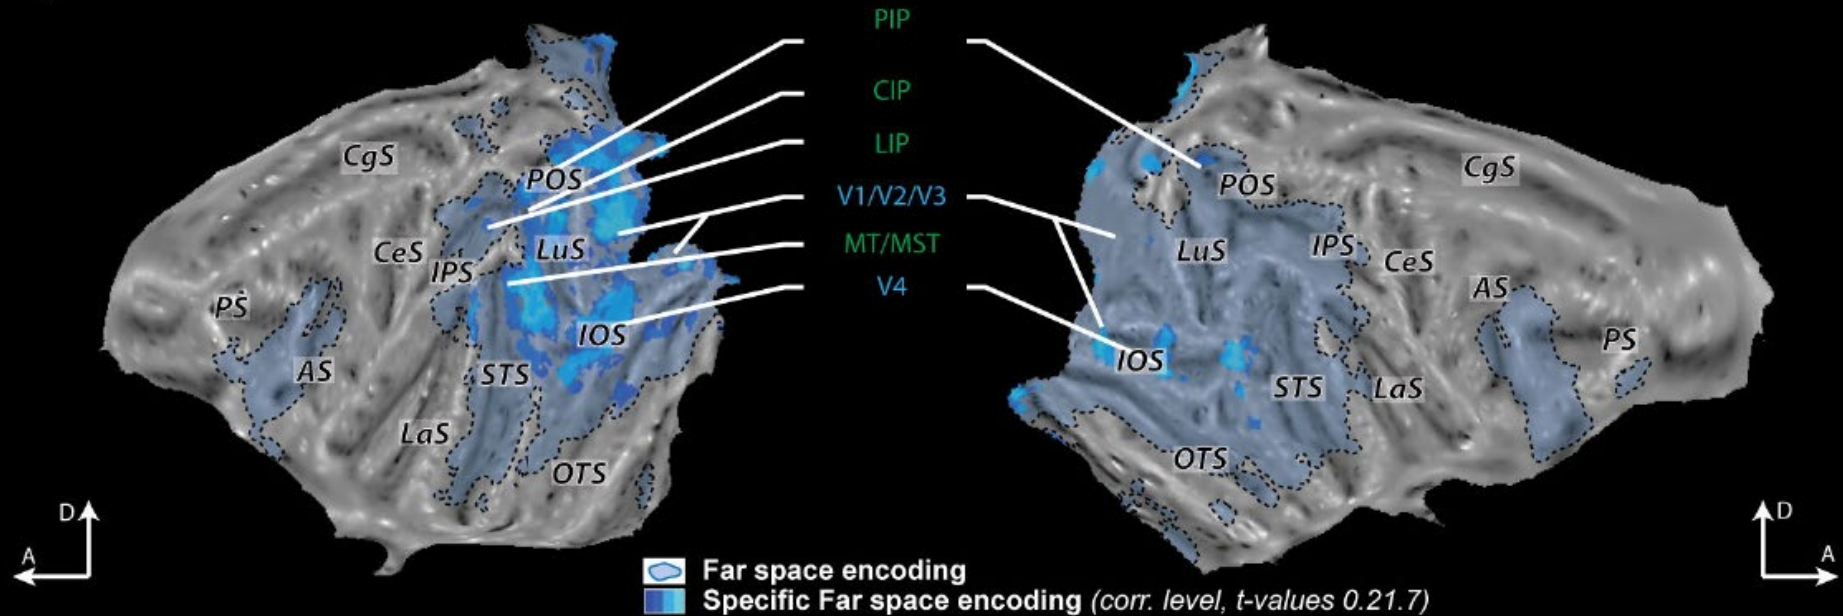 PIP
CIP
LIP
V1/V2/V3
MT/MST
V4
CgS
POS
CeS
IPS
LuS
PS
AS
STS
IOS
LaS
OTS
D
A
CgS
POS
LuS
IPS
CeS
AS
PS
IOS
STS
LaS
OTS
D
A
Far space encoding
Specific Far space encoding (corr. level, t-values 0.21.7)